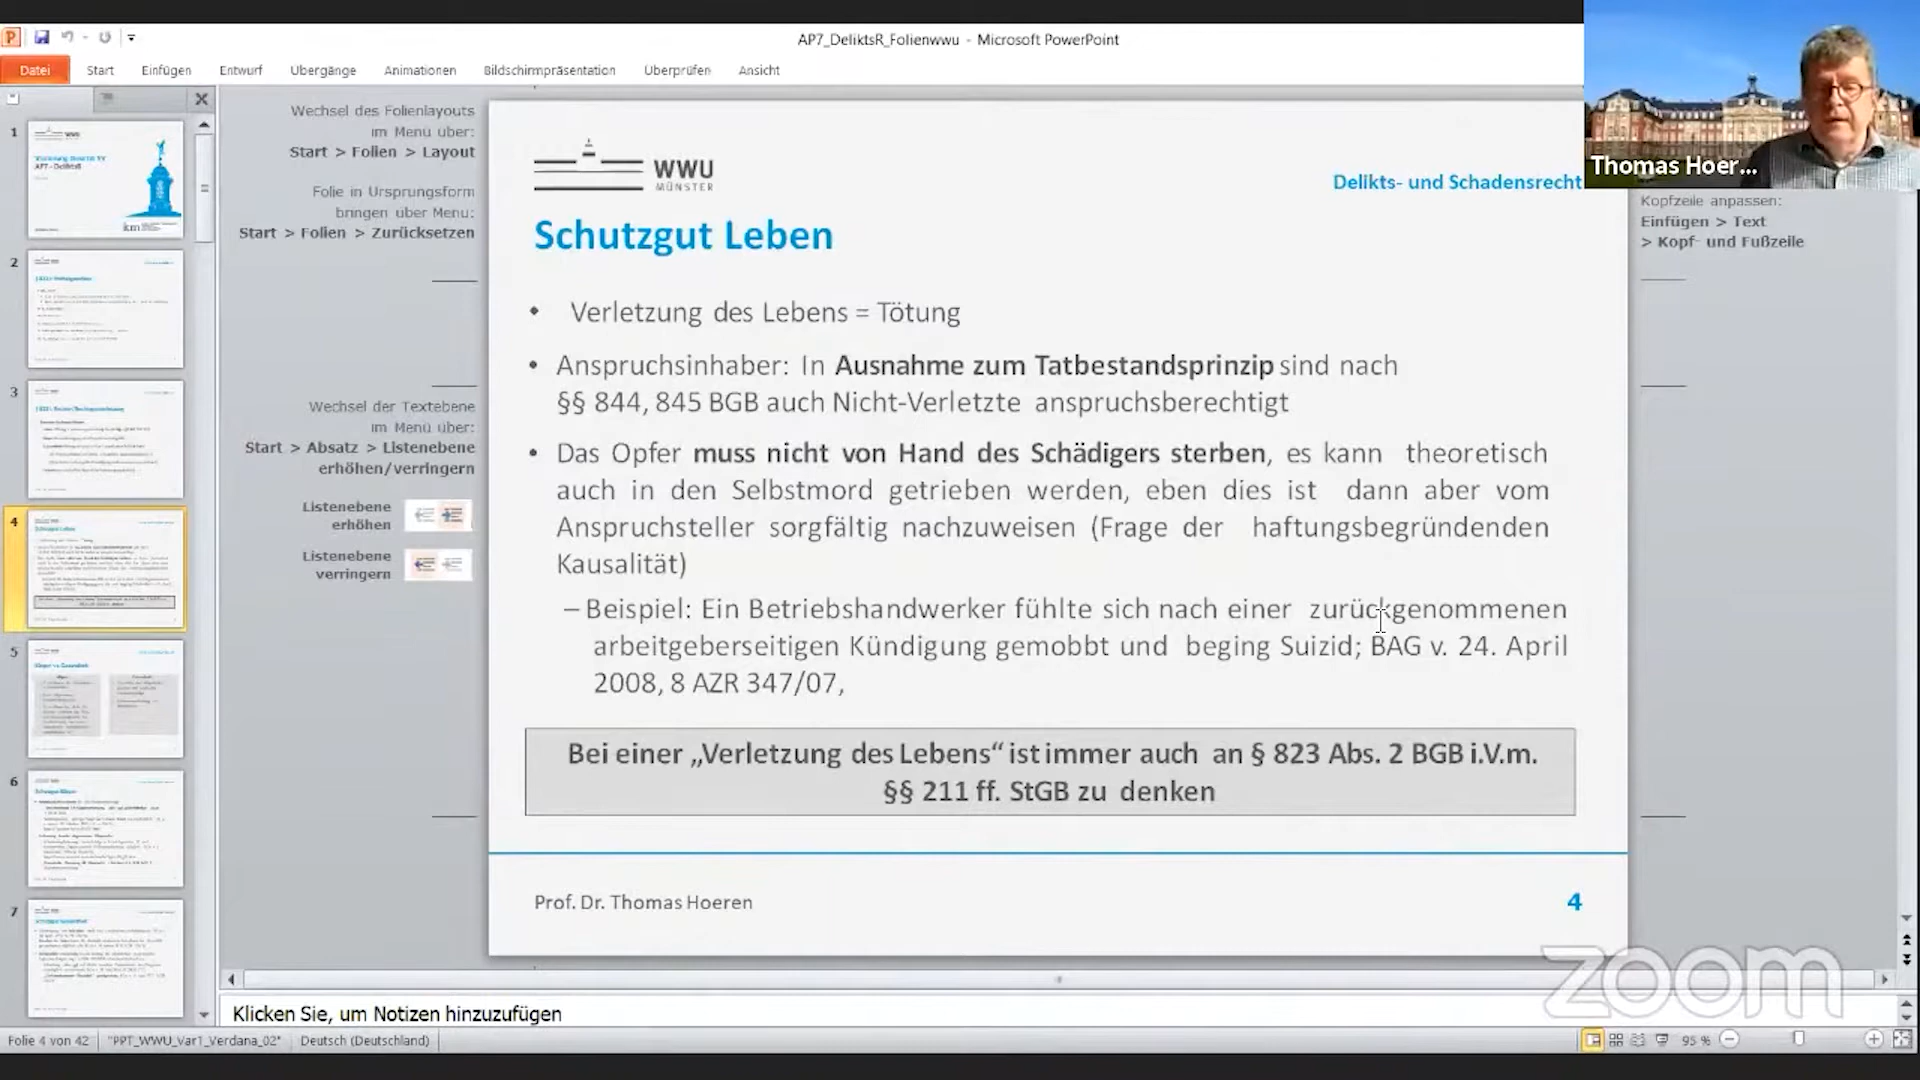 AP7_DeliktsR_Folienwwu - Microsoft PowerPoint
Datei Start Einfügen Entwurf Übergänge Animationen Bildschirmpräsentation Überprüfen Ansicht
Thomas Hoer...
Wechsel des Folienlayouts
im Menü über:
Start > Folien > Layout
Folie in Ursprungsform
bringen über Menu:
Start > Folien > Zurücksetzen
Wechsel der Textebene
im Menü über:
Start > Absatz > Listenebene
erhöhen/verringern
Listenebene
erhöhen
Listenebene
verringern
WWU
MÜNSTER
Delikts- und Schadensrecht
Schutzgut Leben
• Verletzung des Lebens = Tötung
• Anspruchsinhaber: In Ausnahme zum Tatbestandsprinzip sind nach
§§ 844, 845 BGB auch Nicht-Verletzte anspruchsberechtigt
• Das Opfer muss nicht von Hand des Schädigers sterben, es kann theoretisch
auch in den Selbstmord getrieben werden, eben dies ist dann aber vom
Anspruchsteller sorgfältig nachzuweisen (Frage der haftungsbegründenden
Kausalität)
– Beispiel: Ein Betriebshandwerker fühlte sich nach einer zurückgenommenen
arbeitgeberseitigen Kündigung gemobbt und beging Suizid; BAG v. 24. April
2008, 8 AZR 347/07,
Bei einer „Verletzung des Lebens“ ist immer auch an § 823 Abs. 2 BGB i.V.m.
§§ 211 ff. StGB zu denken
Prof. Dr. Thomas Hoeren
4
Kopfzeile anpassen:
Einfügen > Text
> Kopf- und Fußzeile
1
2
3
4
5
6
7
zoom
Klicken Sie, um Notizen hinzuzufügen
Folie 4 von 42 "PPT_WWU_Var1_Verdana_02" Deutsch (Deutschland)
95 %